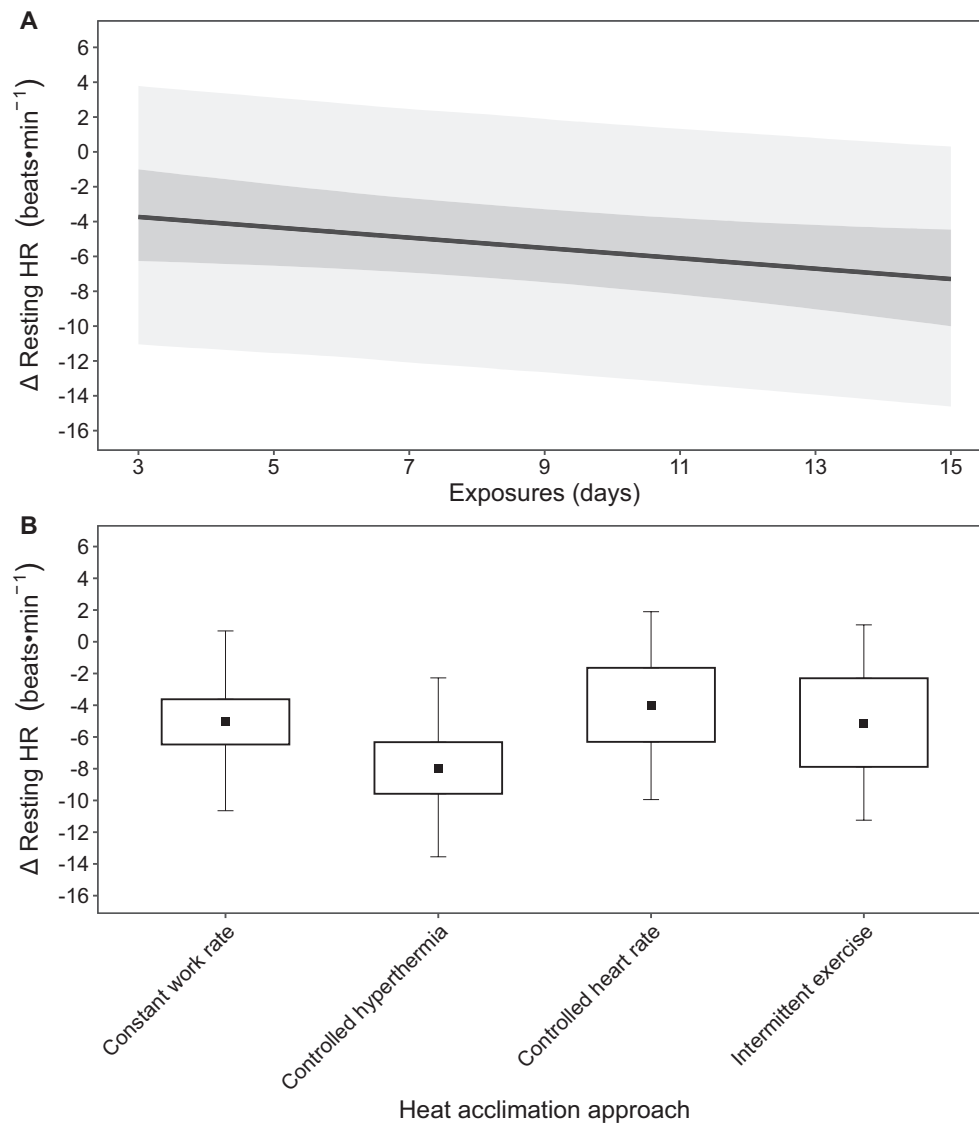 A
Δ Resting HR (beats•min⁻¹)
6
4
2
0
-2
-4
-6
-8
-10
-12
-14
-16
3 5 7 9 11 13 15
Exposures (days)
B
Δ Resting HR (beats•min⁻¹)
6
4
2
0
-2
-4
-6
-8
-10
-12
-14
-16
Constant work rate
Controlled hyperthermia
Controlled heart rate
Intermittent exercise
Heat acclimation approach